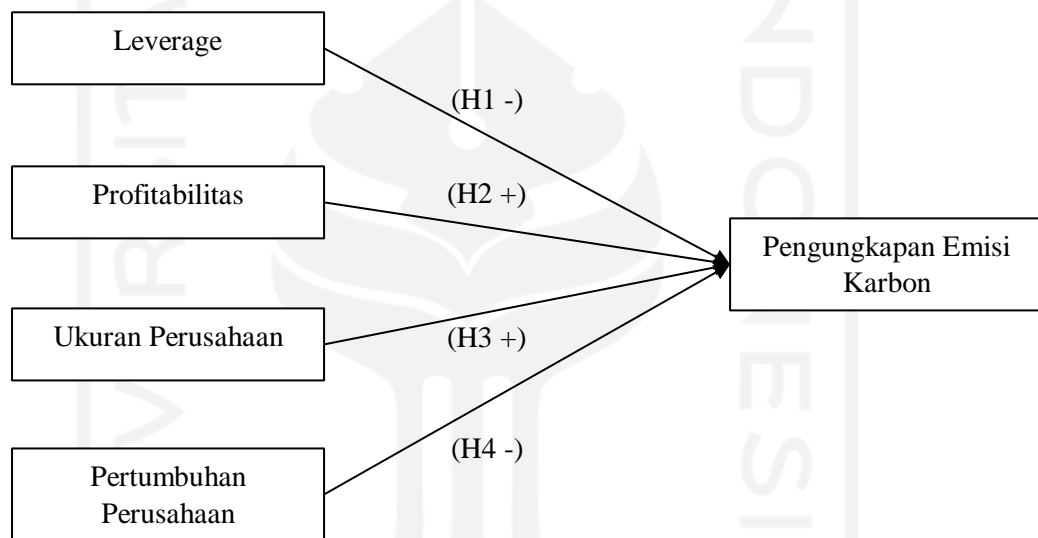 Leverage
(H1 -)
Profitabilitas
(H2 +)
Pengungkapan Emisi
Karbon
Ukuran Perusahaan
(H3 +)
(H4 -)
Pertumbuhan
Perusahaan